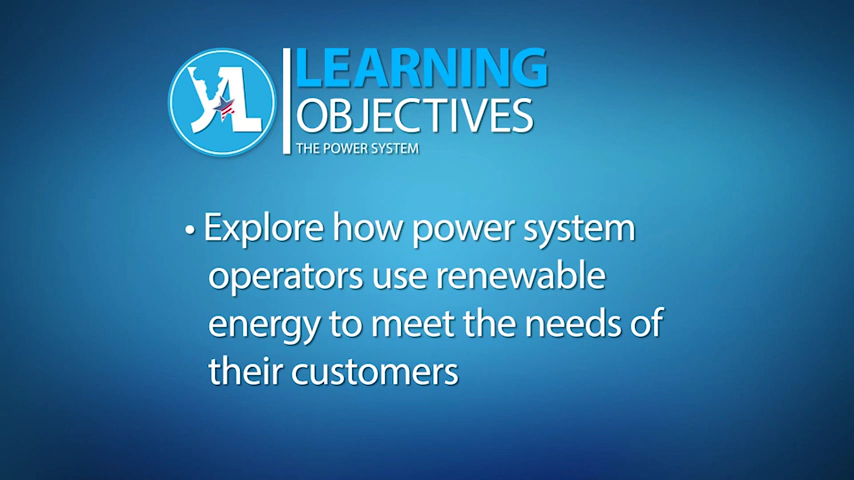 LEARNING
OBJECTIVES
THE POWER SYSTEM
• Explore how power system
operators use renewable
energy to meet the needs of
their customers